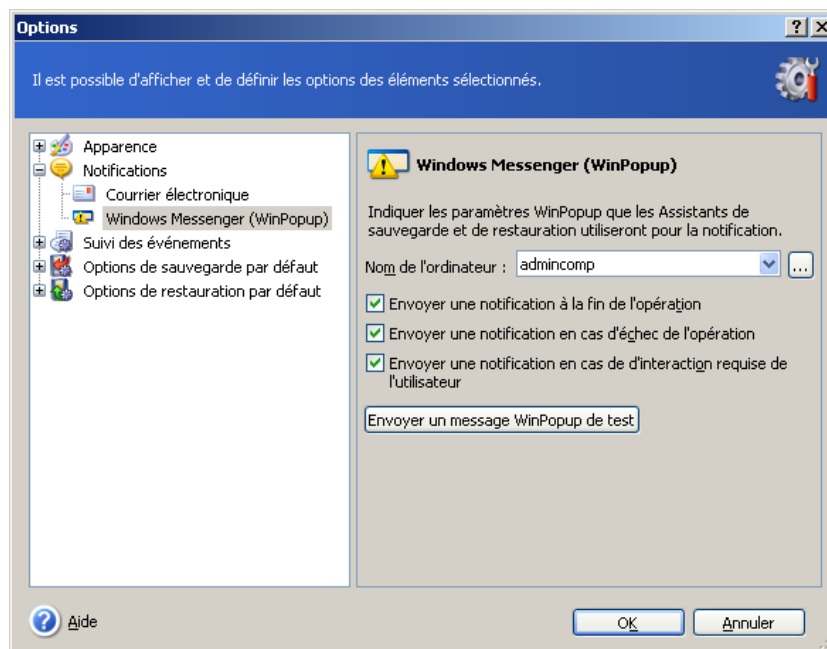 Options
Il est possible d'afficher et de définir les options des éléments sélectionnés.
Apparence
Notifications
Courrier électronique
Windows Messenger (WinPopup)
Suivi des événements
Options de sauvegarde par défaut
Options de restauration par défaut
Windows Messenger (WinPopup)
Indiquer les paramètres WinPopup que les Assistants de
sauvegarde et de restauration utiliseront pour la notification.
Nom de l'ordinateur : admincomp ...
Envoyer une notification à la fin de l'opération
Envoyer une notification en cas d'échec de l'opération
Envoyer une notification en cas de d'interaction requise de
l'utilisateur
Envoyer un message WinPopup de test
Aide
OK
Annuler